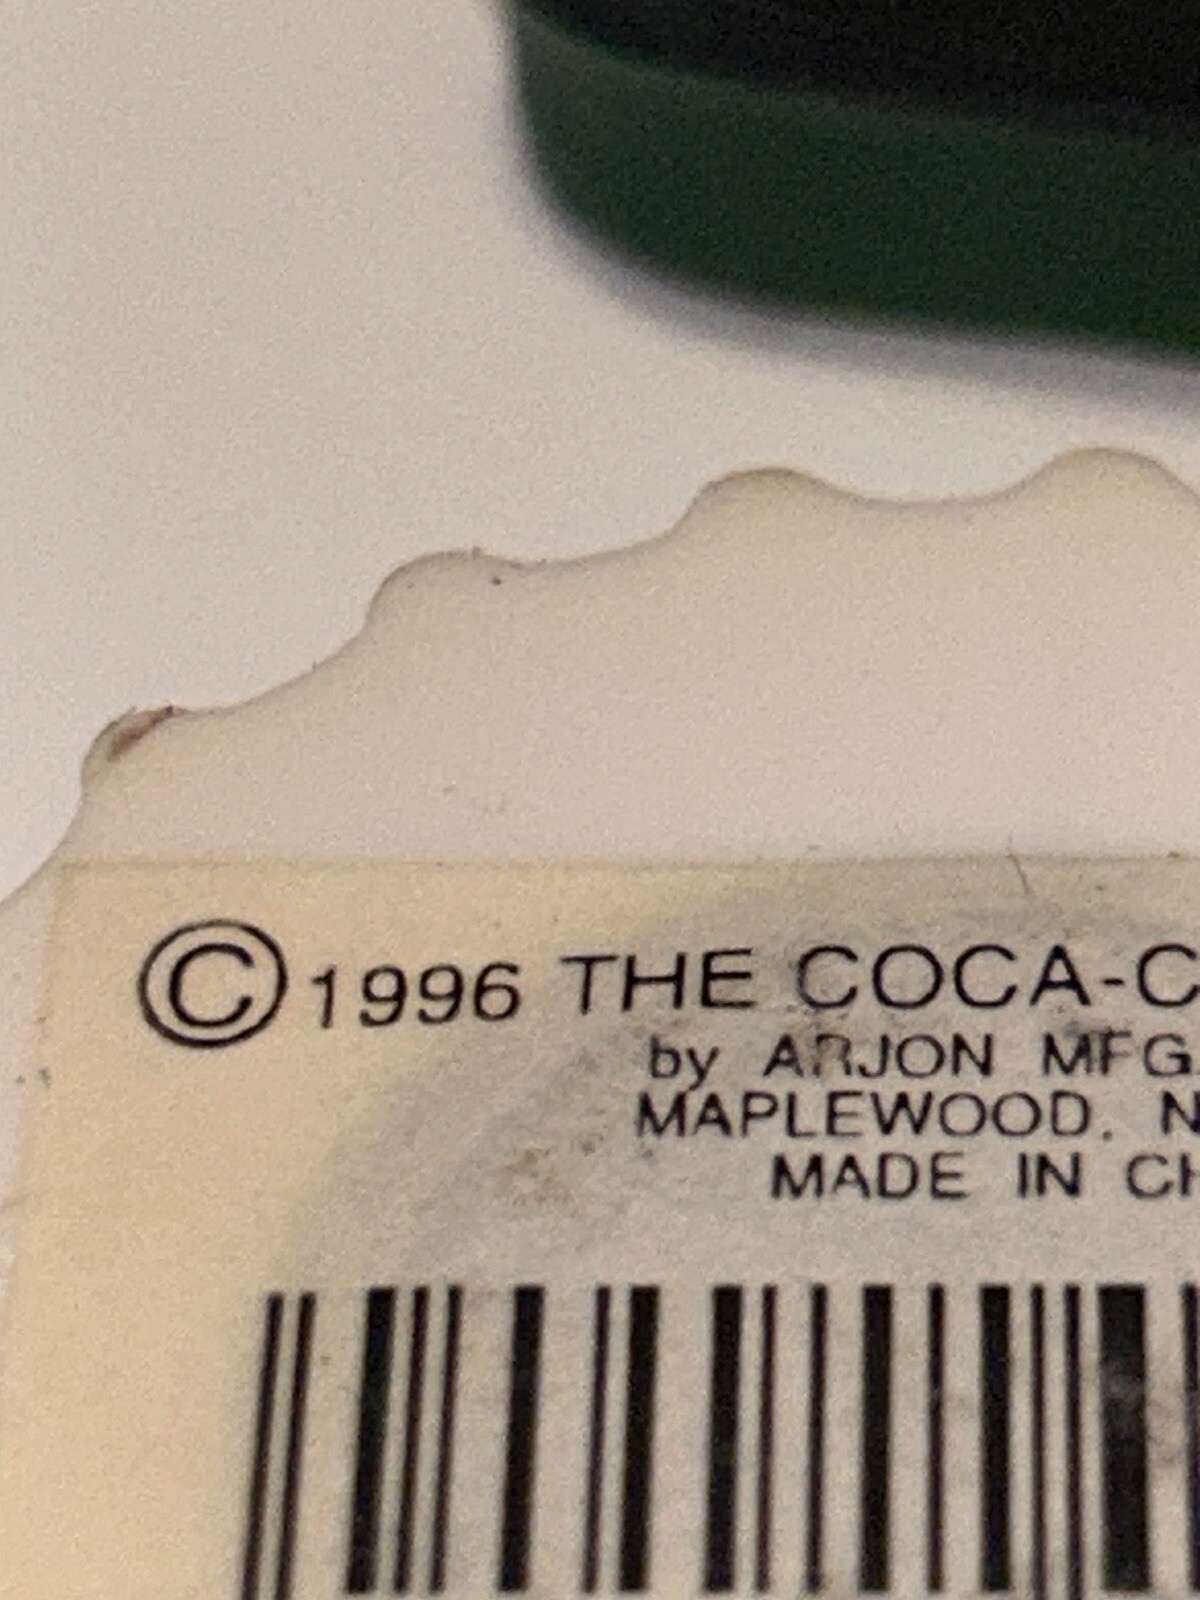 © 1996 THE COCA-C
by ARJON MFG.
MAPLEWOOD, N
MADE IN CH